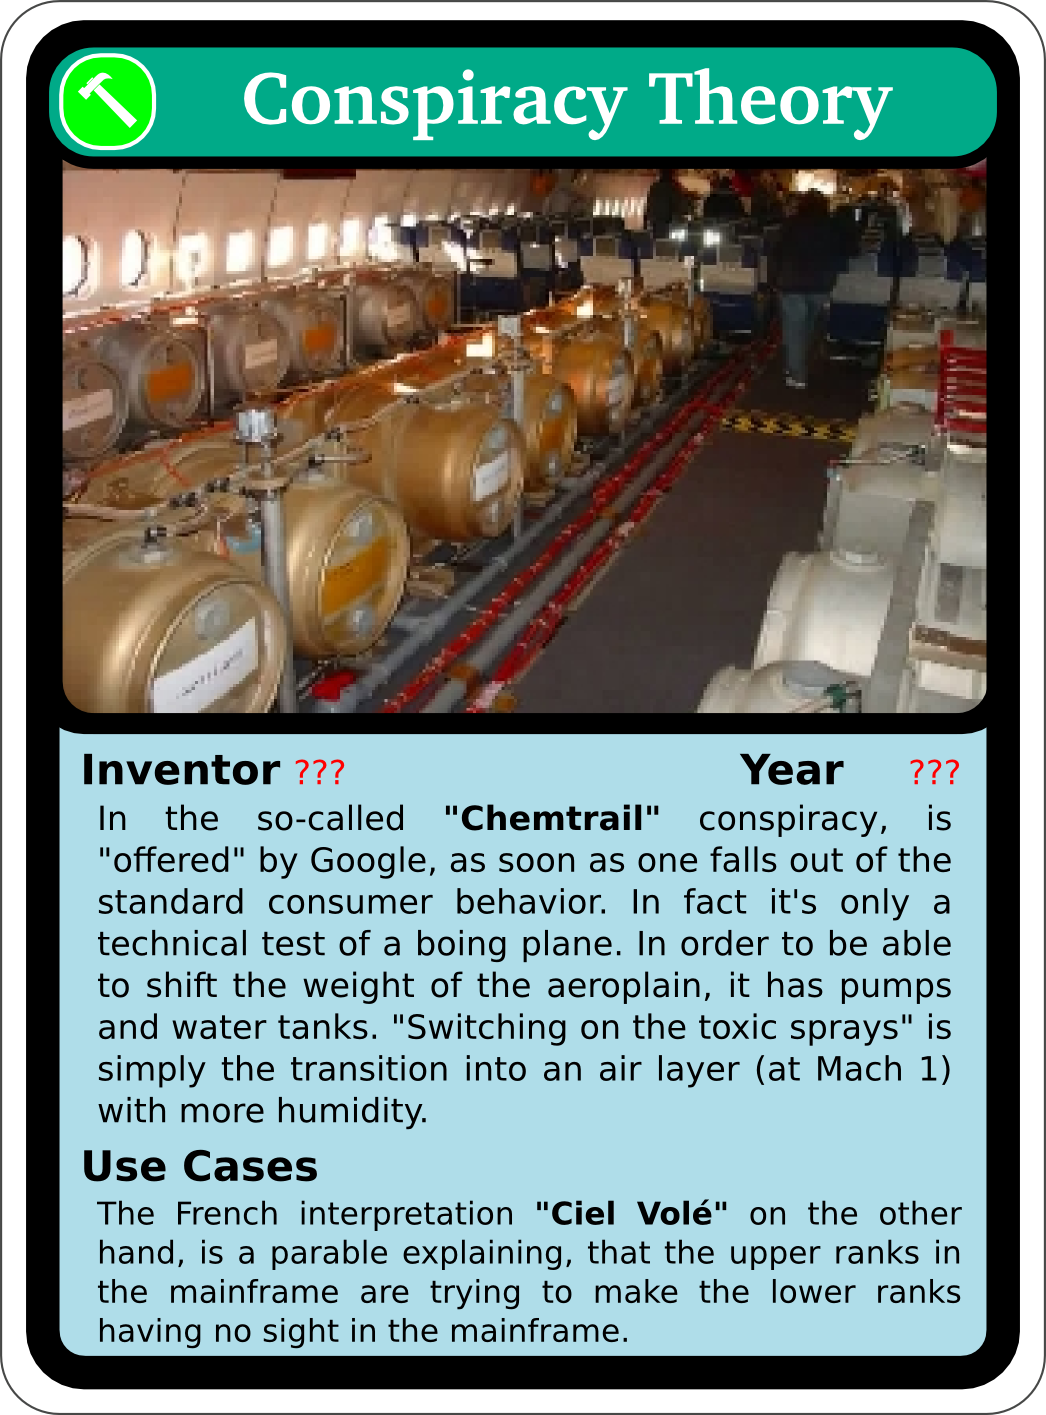 Conspiracy Theory
Inventor ??? Year ???
In the so-called "Chemtrail" conspiracy, is
"offered" by Google, as soon as one falls out of the
standard consumer behavior. In fact it's only a
technical test of a boing plane. In order to be able
to shift the weight of the aeroplain, it has pumps
and water tanks. "Switching on the toxic sprays" is
simply the transition into an air layer (at Mach 1)
with more humidity.
Use Cases
The French interpretation "Ciel Volé" on the other
hand, is a parable explaining, that the upper ranks in
the mainframe are trying to make the lower ranks
having no sight in the mainframe.